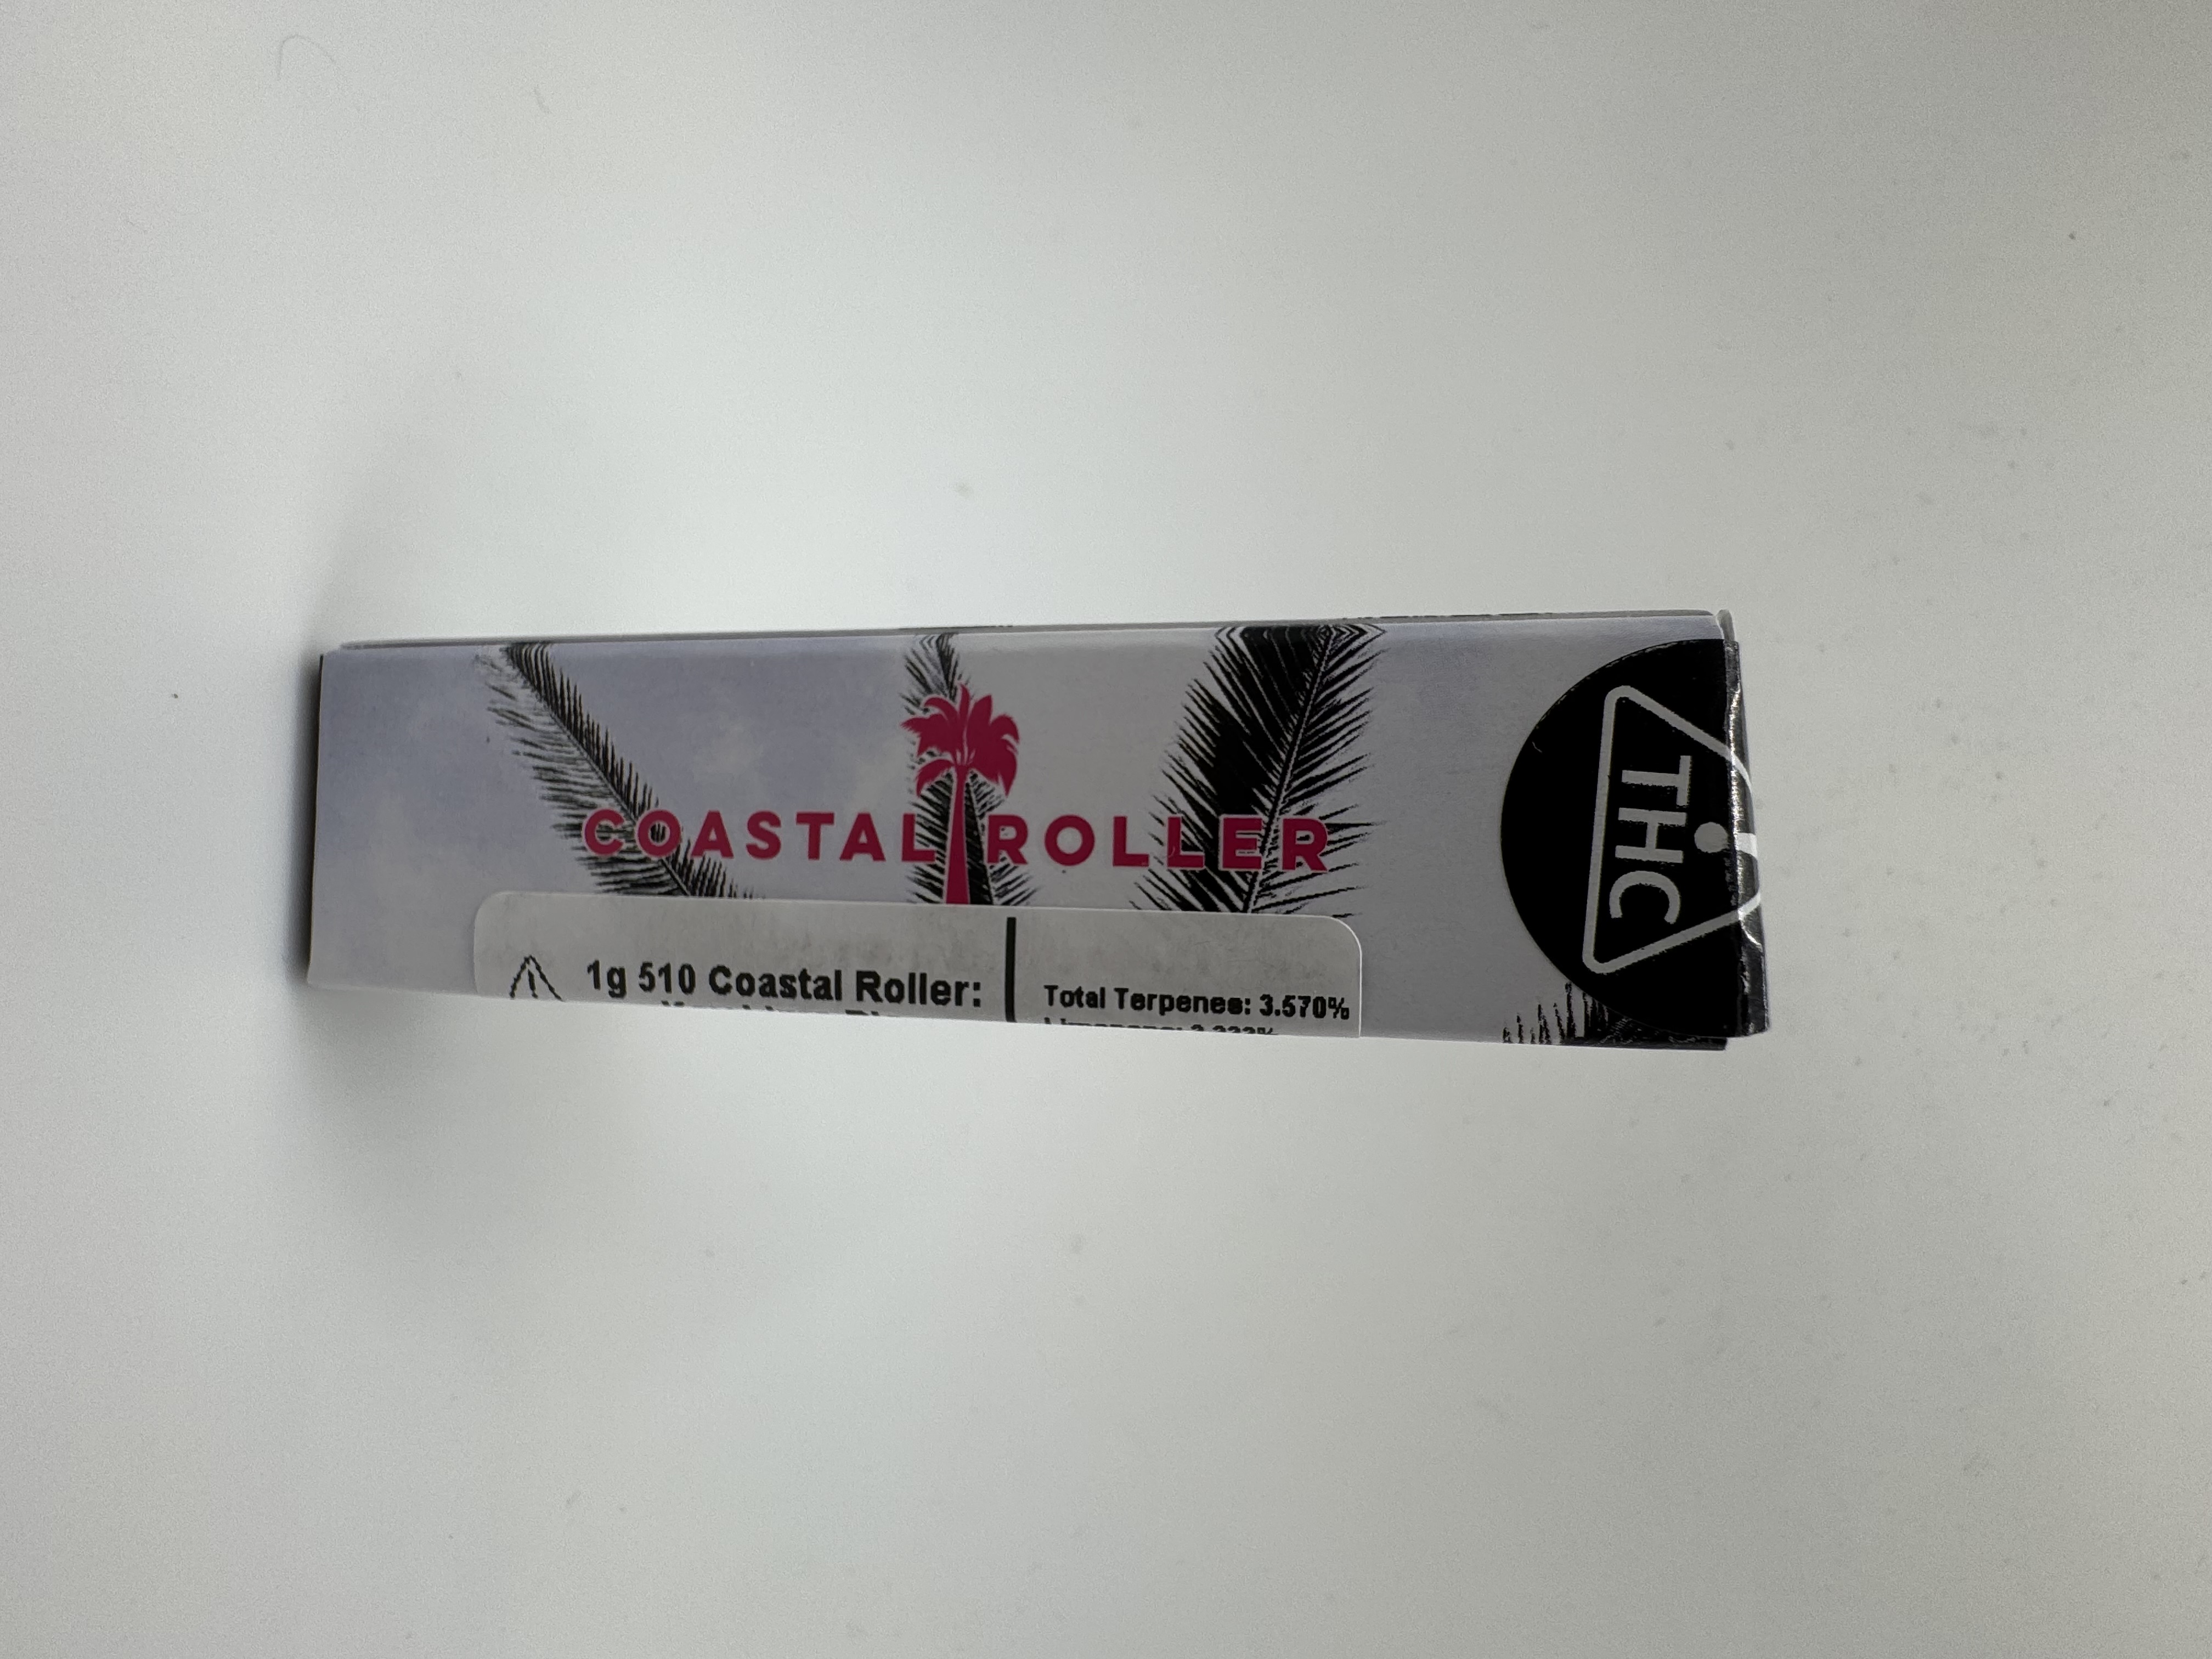 COASTAL ROLLER
1g 510 Coastal Roller:
Total Terpenes: 3.570%
THC